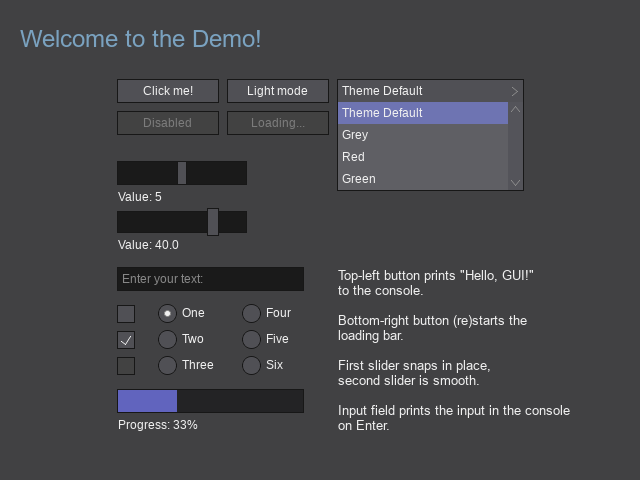 Welcome to the Demo!
Click me!
Light mode
Theme Default
Disabled
Loading...
Theme Default
Grey
Red
Green
Value: 5
Value: 40.0
Enter your text:
One
Four
Two
Five
Three
Six
Progress: 33%
Top-left button prints "Hello, GUI!"
to the console.
Bottom-right button (re)starts the
loading bar.
First slider snaps in place,
second slider is smooth.
Input field prints the input in the console
on Enter.